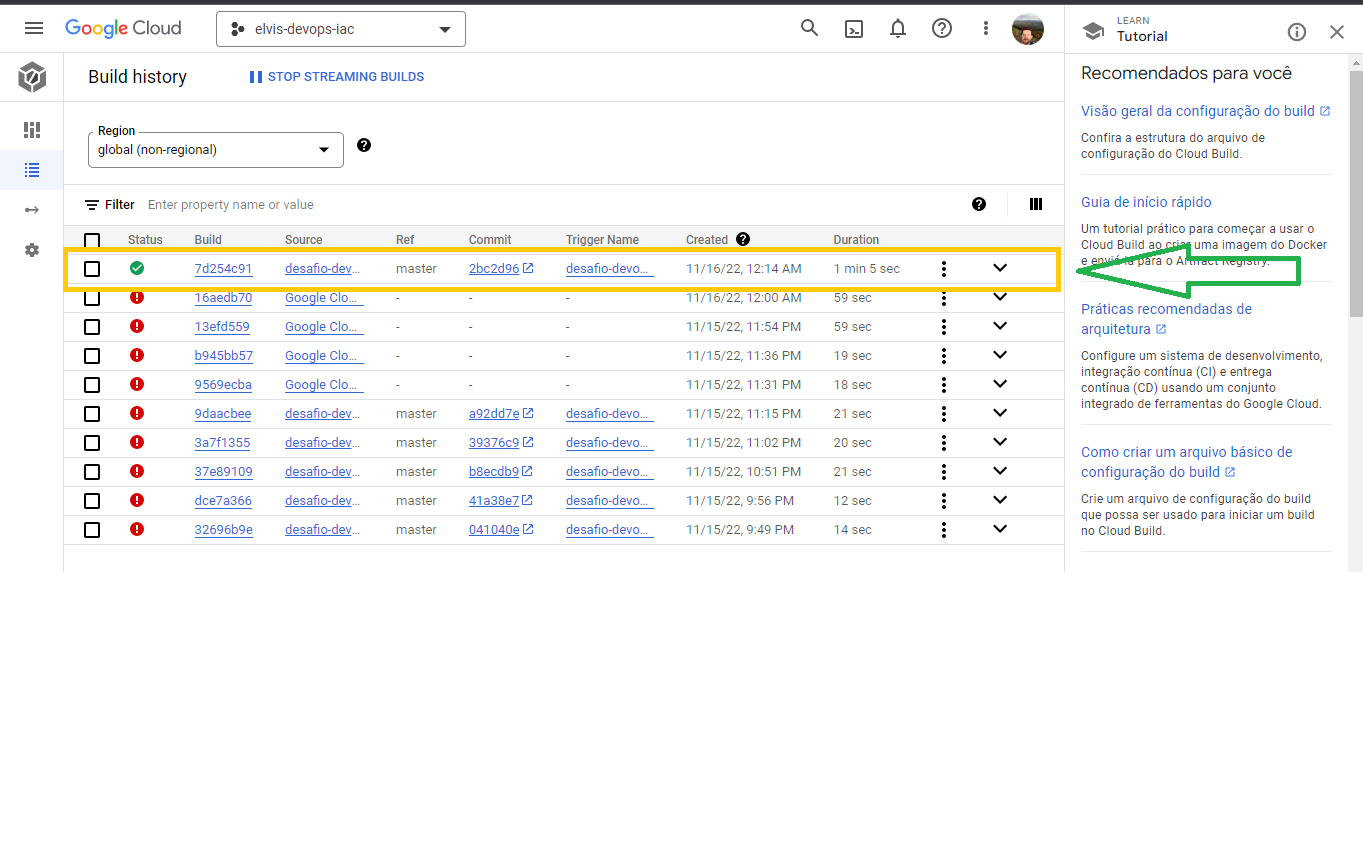 Google Cloud
elvis-devops-iac
LEARN
Tutorial
Build history
STOP STREAMING BUILDS
Region
global (non-regional)
Filter Enter property name or value
Status Build Source Ref Commit Trigger Name Created Duration
7d254c91 desafio-dev... master 2bc2d96 desafio-devo... 11/16/22, 12:14 AM 1 min 5 sec
16aedb70 Google Clo... - - - 11/16/22, 12:00 AM 59 sec
13efd559 Google Clo... - - - 11/15/22, 11:54 PM 59 sec
b945bb57 Google Clo... - - - 11/15/22, 11:36 PM 19 sec
9569ecba Google Clo... - - - 11/15/22, 11:31 PM 18 sec
9daacbee desafio-dev... master a92dd7e desafio-devo... 11/15/22, 11:15 PM 21 sec
3a7f1355 desafio-dev... master 39376c9 desafio-devo... 11/15/22, 11:02 PM 20 sec
37e89109 desafio-dev... master b8ecdb9 desafio-devo... 11/15/22, 10:51 PM 21 sec
dce7a366 desafio-dev... master 41a38e7 desafio-devo... 11/15/22, 9:56 PM 12 sec
32696b9e desafio-dev... master 041040e desafio-devo... 11/15/22, 9:49 PM 14 sec
Recomendados para você
Visão geral da configuração do build
Confira a estrutura do arquivo de
configuração do Cloud Build.
Guia de início rápido
Um tutorial prático para começar a usar o
Cloud Build ao criar uma imagem do Docker
e enviá-la para o Artifact Registry.
Práticas recomendadas de
arquitetura
Configure um sistema de desenvolvimento,
integração contínua (CI) e entrega
contínua (CD) usando um conjunto
integrado de ferramentas do Google Cloud.
Como criar um arquivo básico de
configuração do build
Crie um arquivo de configuração do build
que possa ser usado para iniciar um build
no Cloud Build.